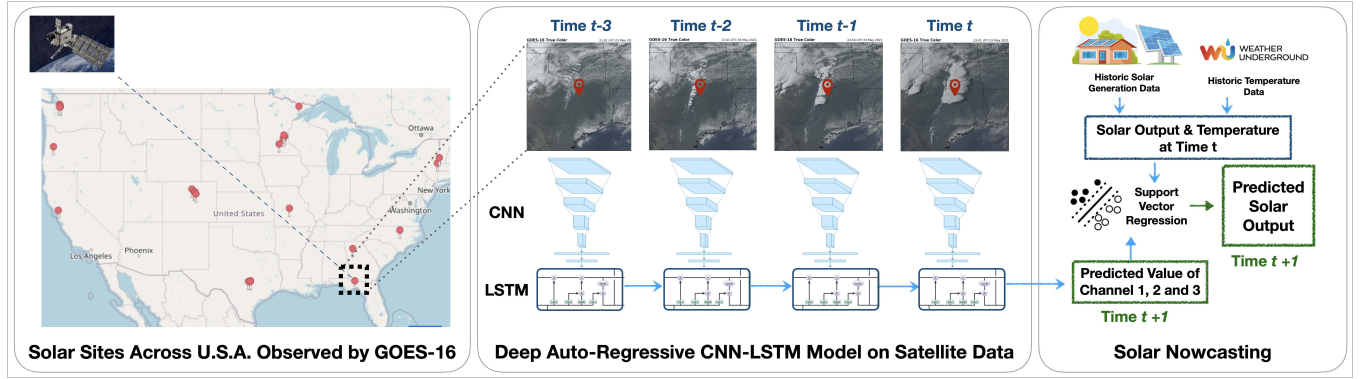 Ottawa
New York
Washington
United States
Los Angeles
Phoenix
Solar Sites Across U.S.A. Observed by GOES-16
Time t-3
Time t-2
Time t-1
Time t
GOES-16 True Color
GOES-16 True Color
GOES-16 True Color
GOES-16 True Color
CNN
LSTM
Deep Auto-Regressive CNN-LSTM Model on Satellite Data
WEATHER
UNDERGROUND
Historic Solar
Generation Data
Historic Temperature
Data
Solar Output & Temperature
at Time t
Support
Vector
Regression
Predicted
Solar
Output
Time t +1
Predicted Value of
Channel 1, 2 and 3
Time t +1
Solar Nowcasting